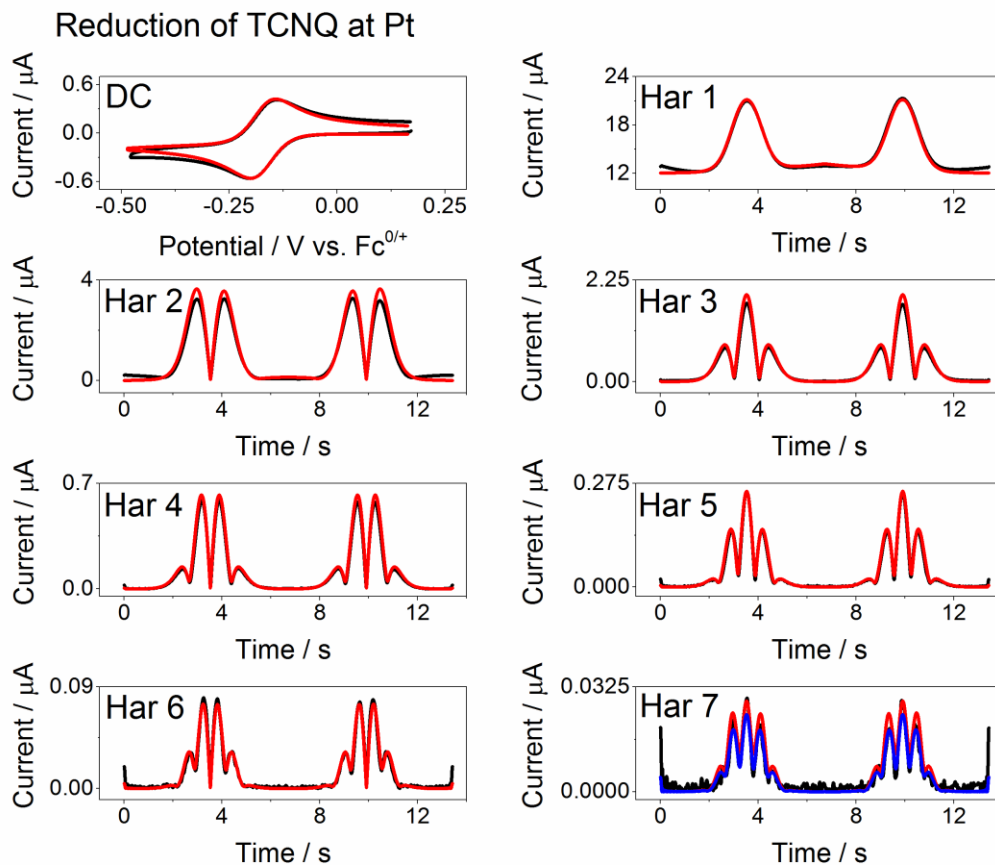 Reduction of TCNQ at Pt
DC
Current / μA
0.6
0.0
-0.6
-0.50
-0.25
0.00
0.25
Potential / V vs. Fc0/+
Har 1
Current / μA
24
18
12
0
4
8
12
Time / s
Har 2
Current / μA
4
0
0
4
8
12
Time / s
Har 3
Current / μA
2.25
0.00
0
4
8
12
Time / s
Har 4
Current / μA
0.7
0.0
0
4
8
12
Time / s
Har 5
Current / μA
0.275
0.000
0
4
8
12
Time / s
Har 6
Current / μA
0.09
0.00
0
4
8
12
Time / s
Har 7
Current / μA
0.0325
0.0000
0
4
8
12
Time / s